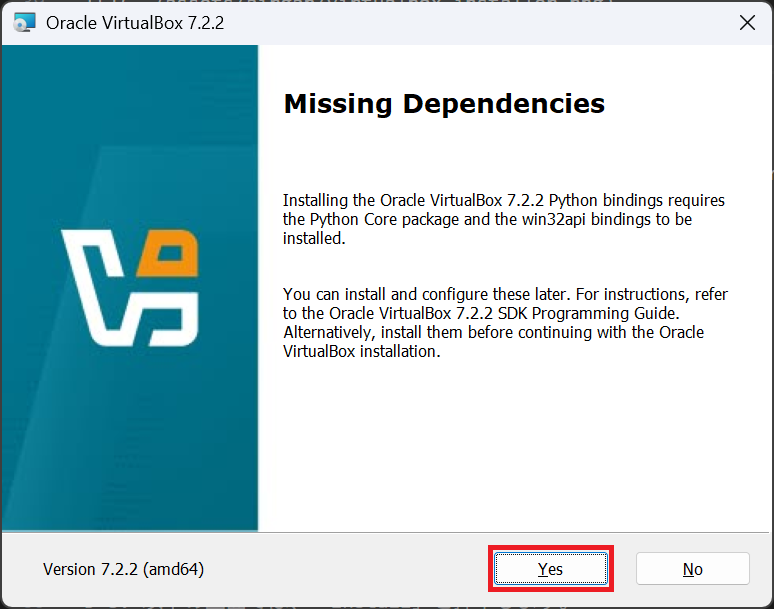 Oracle VirtualBox 7.2.2
Missing Dependencies
Installing the Oracle VirtualBox 7.2.2 Python bindings requires
the Python Core package and the win32api bindings to be
installed.
You can install and configure these later. For instructions, refer
to the Oracle VirtualBox 7.2.2 SDK Programming Guide.
Alternatively, install them before continuing with the Oracle
VirtualBox installation.
Version 7.2.2 (amd64)
Yes
No